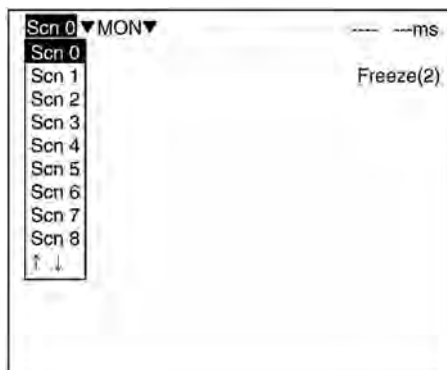 Scn 0▼MON▼ ---- ---ms
Scn 0
Scn 1 Freeze(2)
Scn 2
Scn 3
Scn 4
Scn 5
Scn 6
Scn 7
Scn 8
↑ ↓